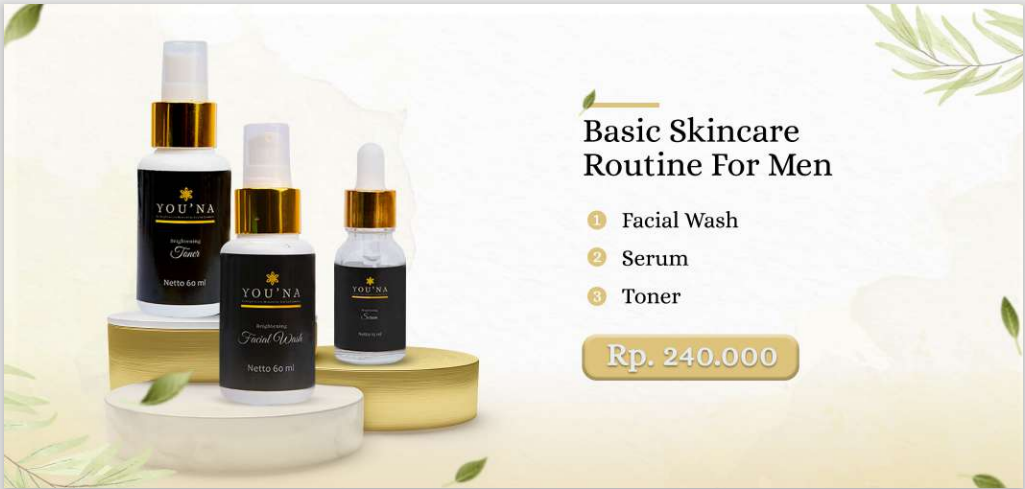 YOU'NA
Brightening
Toner
Netto 60 ml
YOU'NA
Brightening
Facial Wash
Netto 60 ml
YOU'NA
Serum
Basic Skincare
Routine For Men
1 Facial Wash
2 Serum
3 Toner
Rp. 240.000